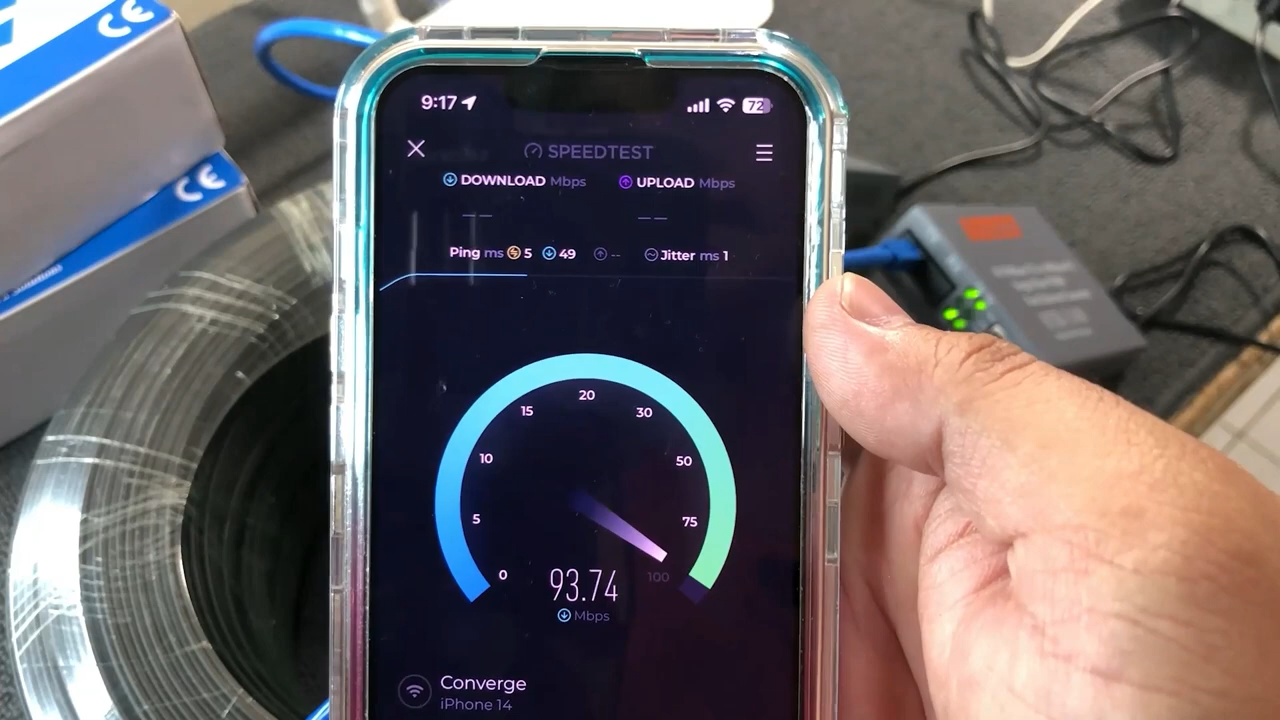 CE
CE
9:17
72
SPEEDTEST
DOWNLOAD Mbps
UPLOAD Mbps
— —
— —
Ping ms 5 49 -- Jitter ms 1
0
5
10
15
20
30
50
75
100
93.74
Mbps
Converge
iPhone 14